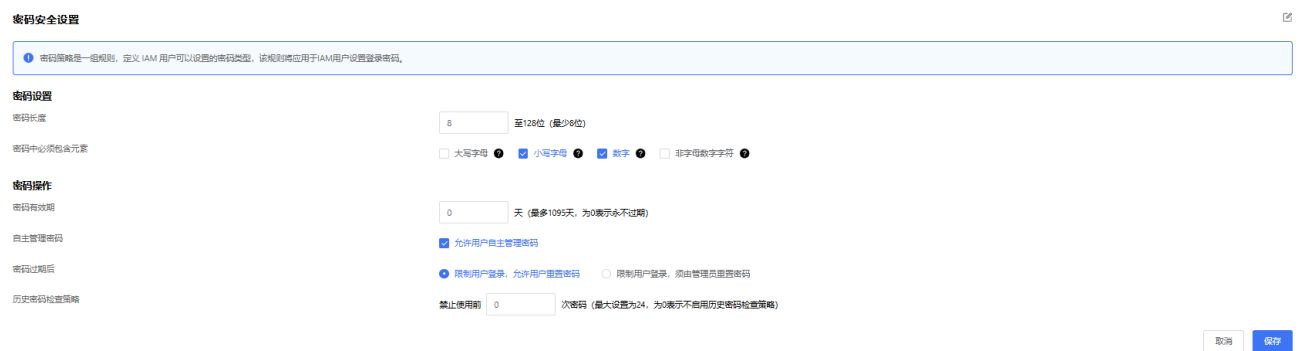 密码安全设置
密码策略是一组规则，定义 IAM 用户可以设置的密码类型，该规则将应用于IAM用户设置登录密码。
密码设置
密码长度
8 至128位（最少8位）
密码中必须包含元素
大写字母 小写字母 数字 非字母数字字符
密码操作
密码有效期
0 天（最多1095天，为0表示永不过期）
自主管理密码
允许用户自主管理密码
密码过期后
限制用户登录，允许用户重置密码 限制用户登录，须由管理员重置密码
历史密码检查策略
禁止使用前 0 次密码（最大设置为24，为0表示不启用历史密码检查策略）
取消 保存